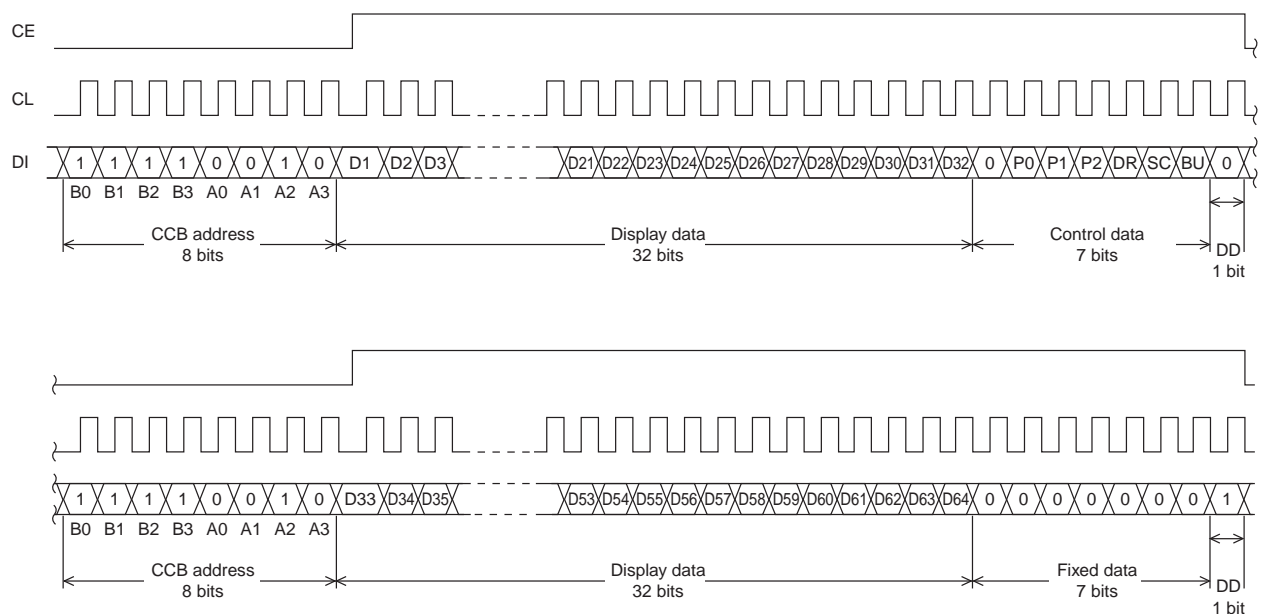 CE
CL
DI 1 1 1 1 0 0 1 0 D1 D2 D3 D21 D22 D23 D24 D25 D26 D27 D28 D29 D30 D31 D32 0 P0 P1 P2 DR SC BU 0
B0 B1 B2 B3 A0 A1 A2 A3
CCB address
8 bits
Display data
32 bits
Control data
7 bits
DD
1 bit
1 1 1 1 0 0 1 0 D33 D34 D35 D53 D54 D55 D56 D57 D58 D59 D60 D61 D62 D63 D64 0 0 0 0 0 0 0 1
B0 B1 B2 B3 A0 A1 A2 A3
CCB address
8 bits
Display data
32 bits
Fixed data
7 bits
DD
1 bit